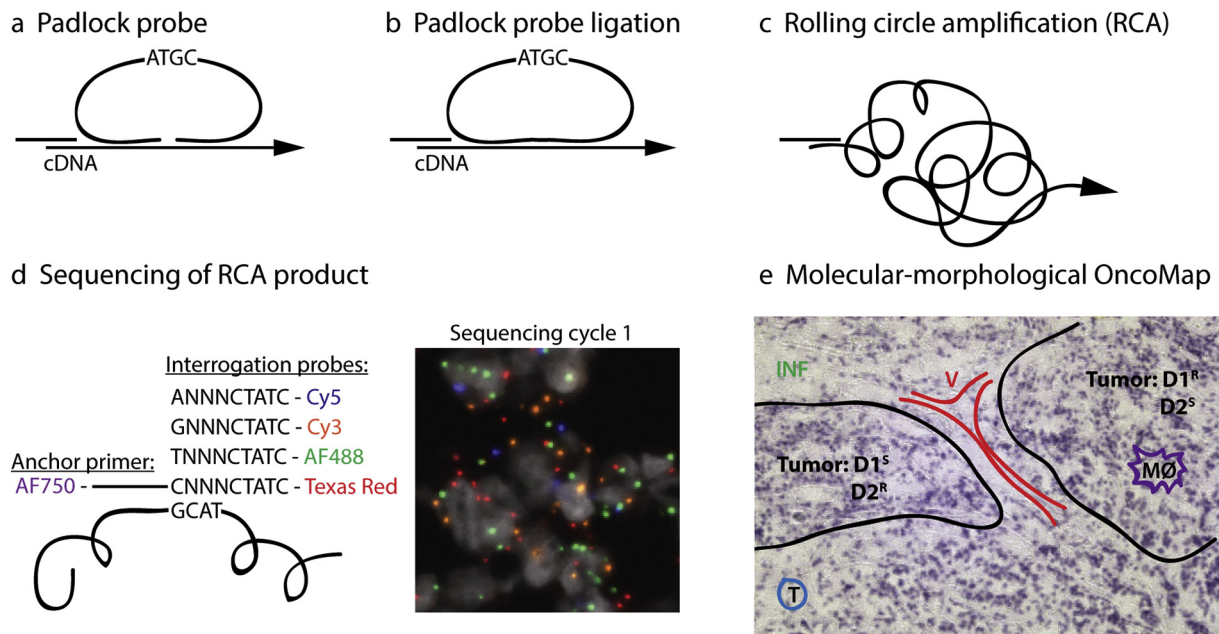 a Padlock probe
ATGC
cDNA
b Padlock probe ligation
ATGC
cDNA
c Rolling circle amplification (RCA)
d Sequencing of RCA product
Interrogation probes:
ANNNCTATC - Cy5
GNNNCTATC - Cy3
TNNNCTATC - AF488
Anchor primer:
AF750 - CNNNCTATC - Texas Red
GCAT
Sequencing cycle 1
e Molecular-morphological OncoMap
INF
V
Tumor: D1ᴿ
D2ˢ
MØ
Tumor: D1ˢ
D2ᴿ
T